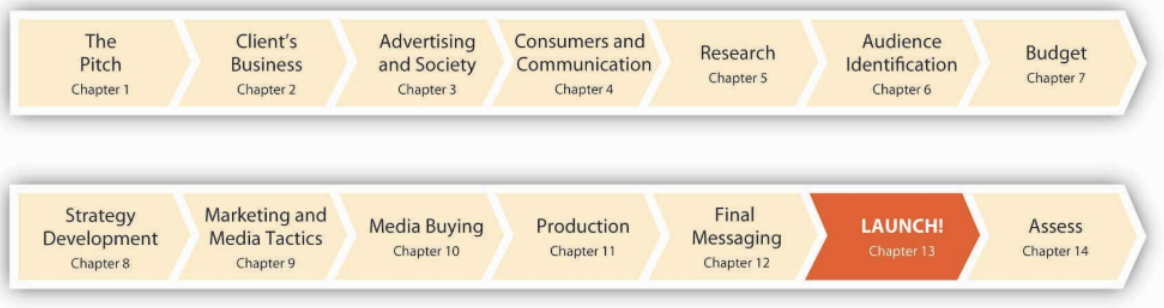 The
Pitch
Chapter 1
Client's
Business
Chapter 2
Advertising
and Society
Chapter 3
Consumers and
Communication
Chapter 4
Research
Chapter 5
Audience
Identification
Chapter 6
Budget
Chapter 7
Strategy
Development
Chapter 8
Marketing and
Media Tactics
Chapter 9
Media Buying
Chapter 10
Production
Chapter 11
Final
Messaging
Chapter 12
LAUNCH!
Chapter 13
Assess
Chapter 14